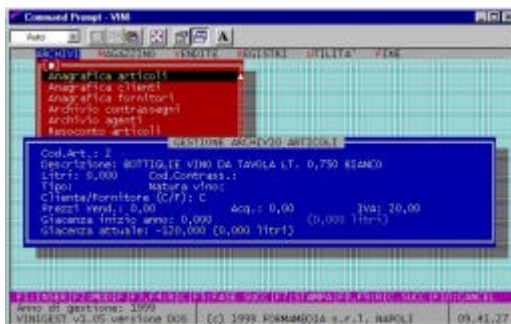 Command Prompt - VINI
Auto
ARCHIVI MAGAZZINO VENDITE REGISTRI UTILITA' FINE
Anagrafica articoli
Anagrafica clienti
Anagrafica fornitori
Archivio contrassegni
Archivio agenti
Resoconto articoli
GESTIONE ARCHIVIO ARTICOLI
Cod.Art.: 2
Descrizione: BOTTIGLIE VINO DA TAVOLA LT. 0,750 BIANCO
Litri: 0,000 Cod.Contrass.:
Tipo: Natura vino:
Cliente/Fornitore (C/F): C
Prezzi Vend.: 0,00 Acq.: 0,00 IVA: 20,00
Giacenza inizio anno: 0,000 (0,000 litri)
Giacenza attuale: -120,000 (0,000 litri)
Anno di gestione: 1999
VINIGEST v1.05 versione DOS (c) 1999 FORMAMEDIA s.r.l. NAPOLI 09.41.27